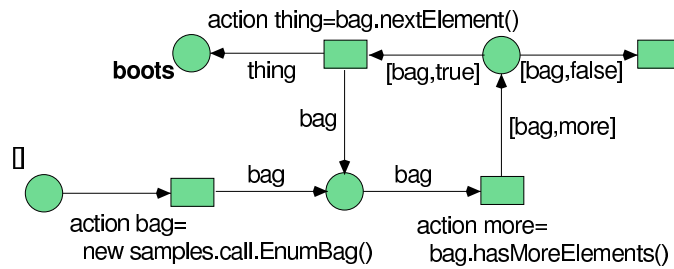 action thing=bag.nextElement()
boots
thing
[bag,true]
[bag,false]
bag
[bag,more]
[]
bag
bag
action bag=
new samples.call.EnumBag()
action more=
bag.hasMoreElements()